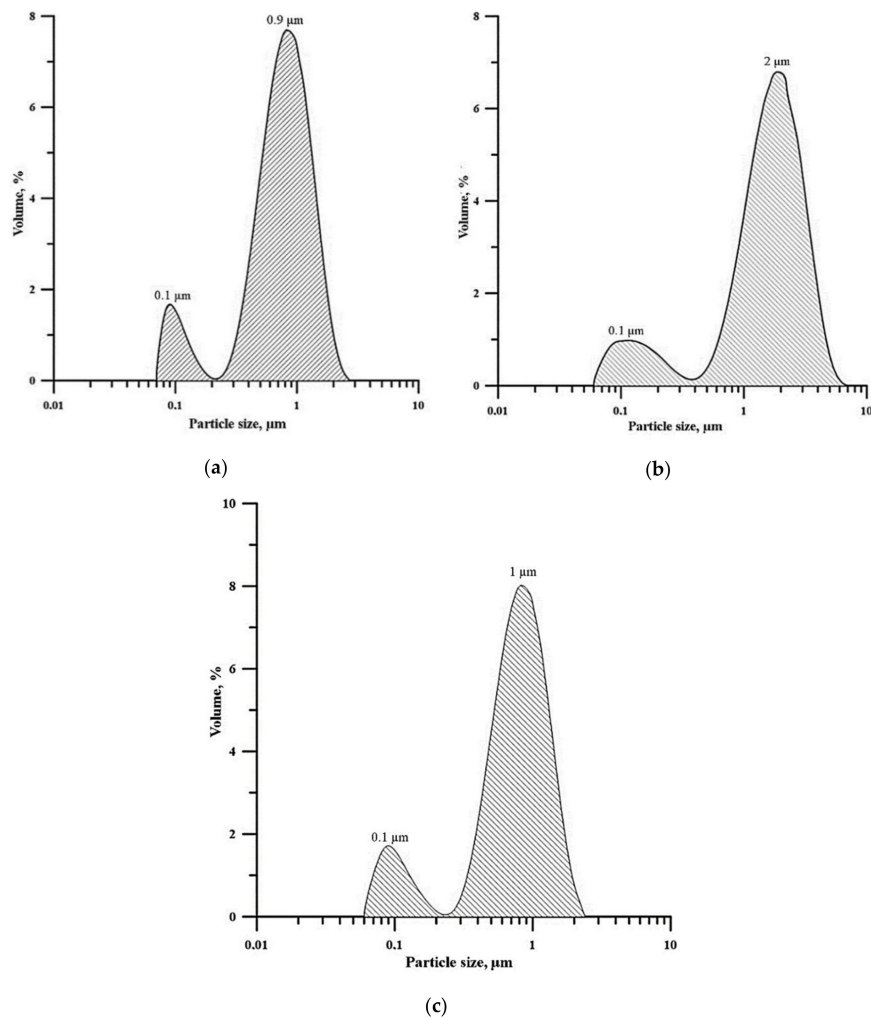 0.9 µm
8
6
4
2
0
0.1 µm
Volume, %
0.01
0.1
1
10
Particle size, µm
(a)
2 µm
8
6
4
2
0
0.1 µm
Volume, %
0.01
0.1
1
10
Particle size, µm
(b)
10
8
6
4
2
0
1 µm
0.1 µm
Volume, %
0.01
0.1
1
10
Particle size, µm
(c)